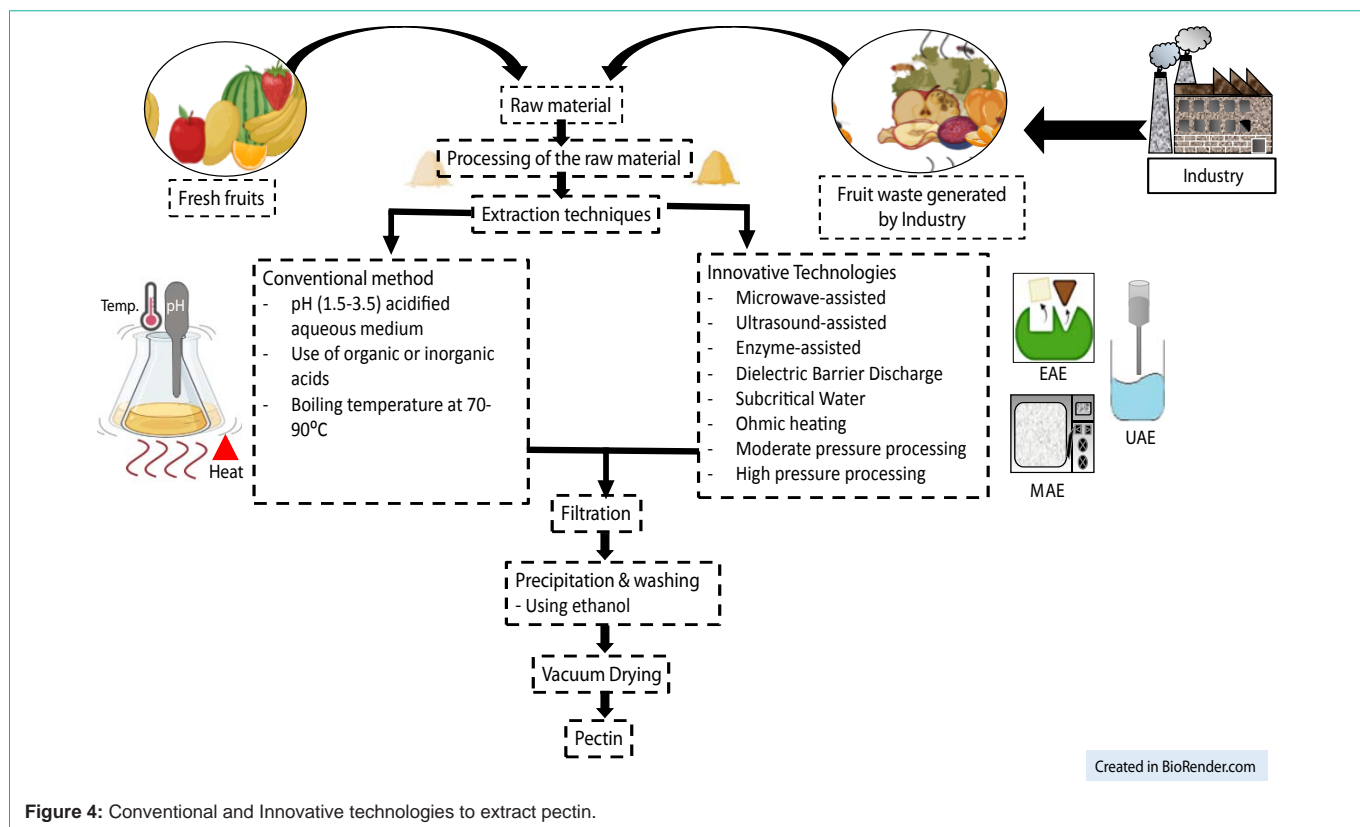 Raw material
Processing of the raw material
Fresh fruits
Fruit waste generated
by Industry
Industry
Extraction techniques
Conventional method
- pH (1.5-3.5) acidified
aqueous medium
- Use of organic or inorganic
acids
- Boiling temperature at 70-
90⁰C
Temp.
pH
Heat
Innovative Technologies
- Microwave-assisted
- Ultrasound-assisted
- Enzyme-assisted
- Dielectric Barrier Discharge
- Subcritical Water
- Ohmic heating
- Moderate pressure processing
- High pressure processing
EAE
UAE
MAE
Filtration
Precipitation & washing
- Using ethanol
Vacuum Drying
Pectin
Created in BioRender.com
Figure 4: Conventional and Innovative technologies to extract pectin.